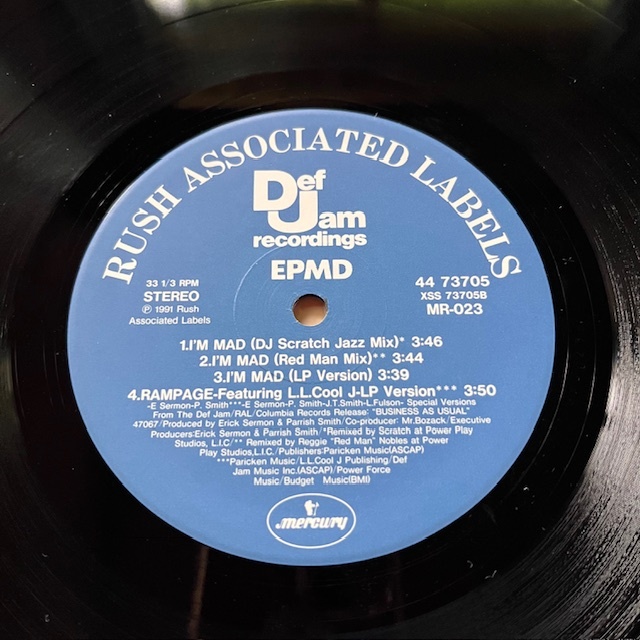 RUSH ASSOCIATED LABELS
Def
Jam
recordings
EPMD
33 1/3 RPM
STEREO
Ⓟ 1991 Rush
Associated Labels
44 73705
XSS 73705B
MR-023
1.I'M MAD (DJ Scratch Jazz Mix)* 3:46
2.I'M MAD (Red Man Mix)** 3:44
3.I'M MAD (LP Version) 3:39
4.RAMPAGE-Featuring L.L.Cool J-LP Version*** 3:50
-E Sermon-P. Smith***-E Sermon-P. Smith-J.T.Smith-L.Fulson- Special Versions
From The Def Jam/RAL/Columbia Records Release: "BUSINESS AS USUAL"
47067/Produced by Erick Sermon & Parrish Smith/Co-producer: Mr.Bozack/Executive
Producers:Erick Sermon & Parrish Smith/*Remixed by Scratch at Power Play
Studios, L.I.C/** Remixed by Reggie "Red Man" Nobles at Power
Play Studios,L.I.C./Publishers:Paricken Music(ASCAP)
***Paricken Music/L.L.Cool J Publishing/Def
Jam Music Inc.(ASCAP)/Power Force
Music/Budget Music(BMI)
mercury